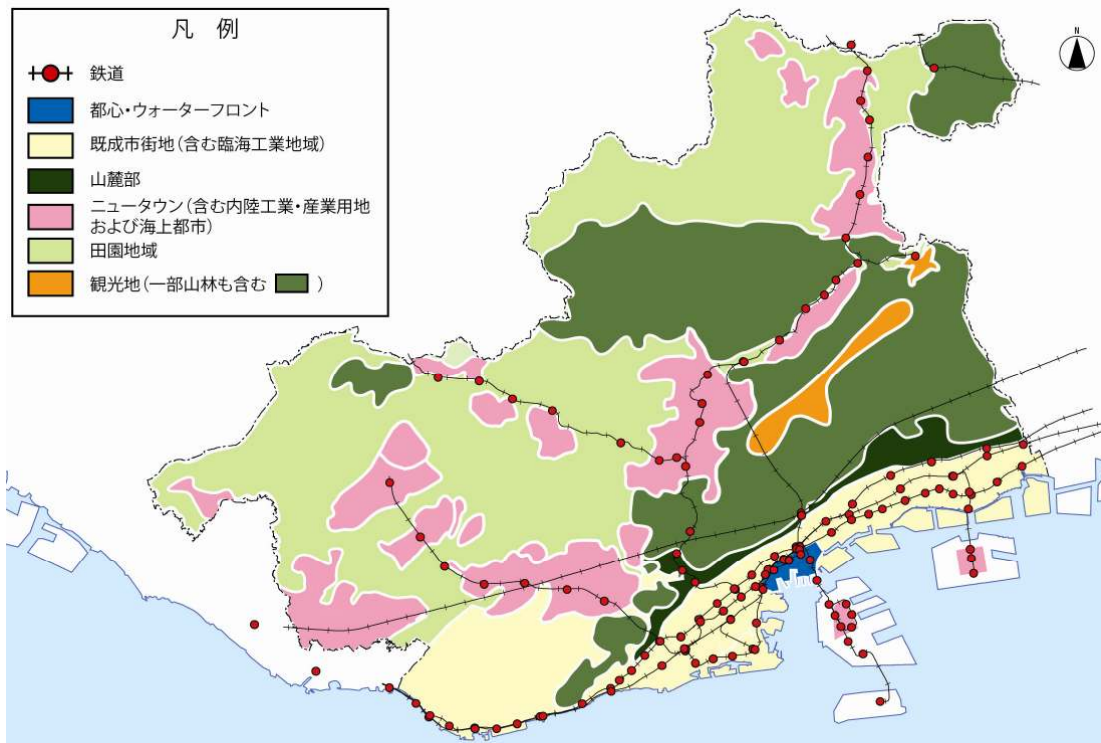 凡 例
鉄道
都心・ウォーターフロント
既成市街地(含む臨海工業地域)
山麓部
ニュータウン(含む内陸工業・産業用地
および海上都市)
田園地域
観光地(一部山林も含む )
N